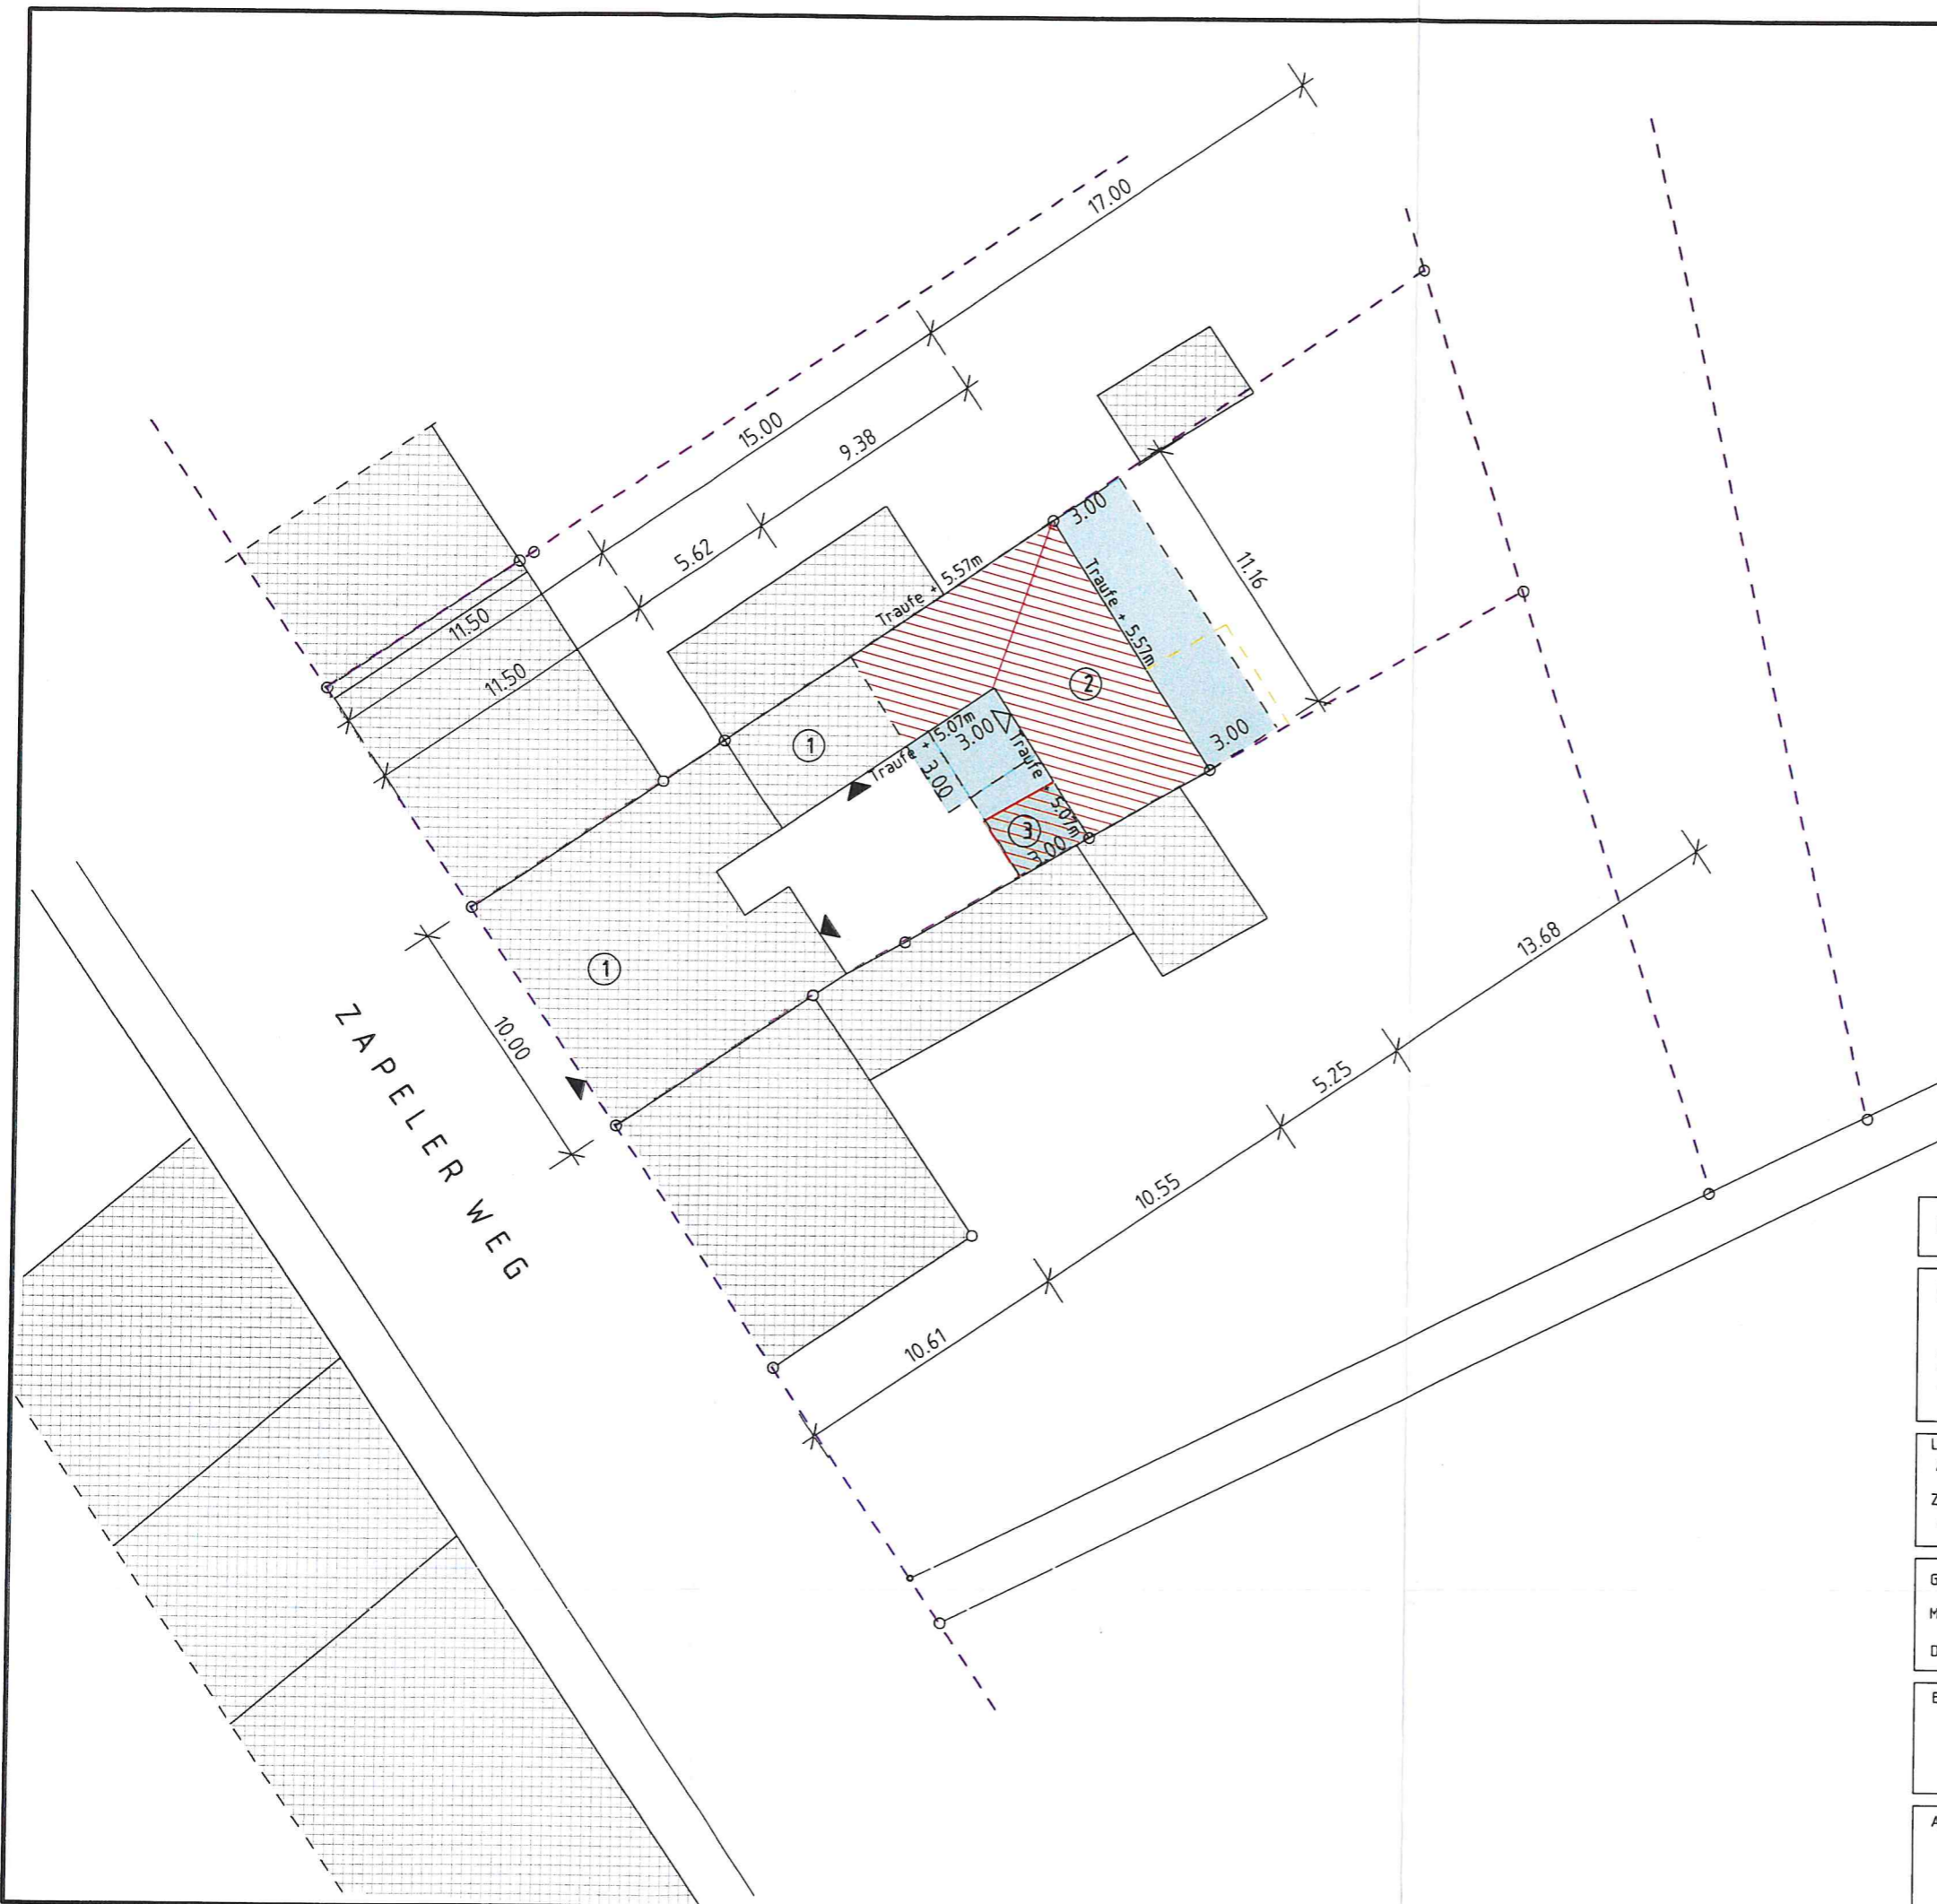 17.00
15.00
9.38
5.62
11.50
11.50
Traufe + 5.57m
3.00
Traufe + 5.57m
11.16
2
1
Traufe + 5.07m
3.00
3.00
Traufe + 5.07m
3.00
3
3.00
1
10.00
ZAPELER WEG
13.68
5.25
10.55
10.61
L
Z
G
M
D
E
A